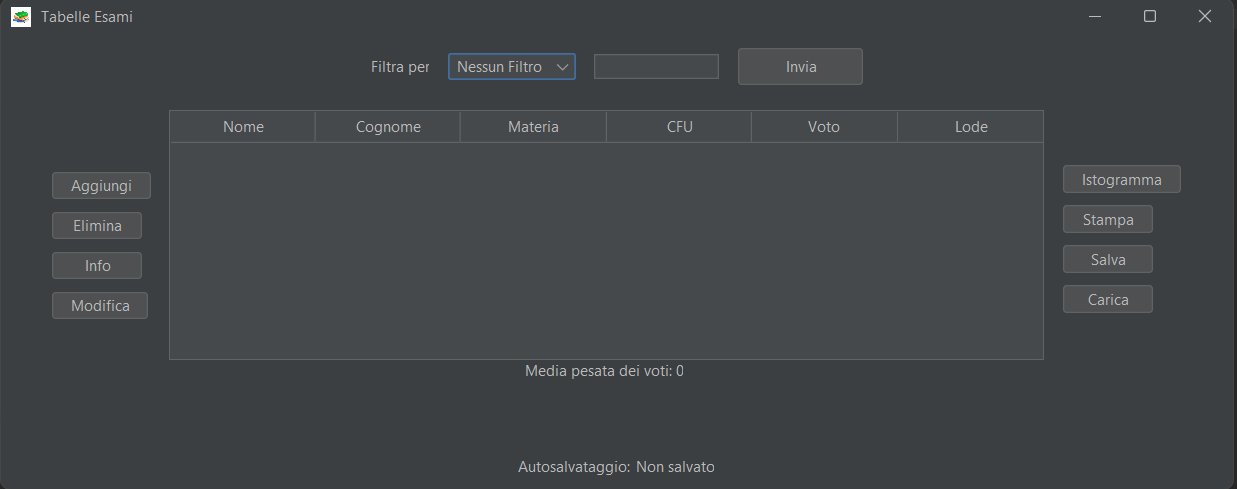 Tabelle Esami
Filtra per Nessun Filtro Invia
Nome Cognome Materia CFU Voto Lode
Aggiungi
Elimina
Info
Modifica
Istogramma
Stampa
Salva
Carica
Media pesata dei voti: 0
Autosalvataggio: Non salvato